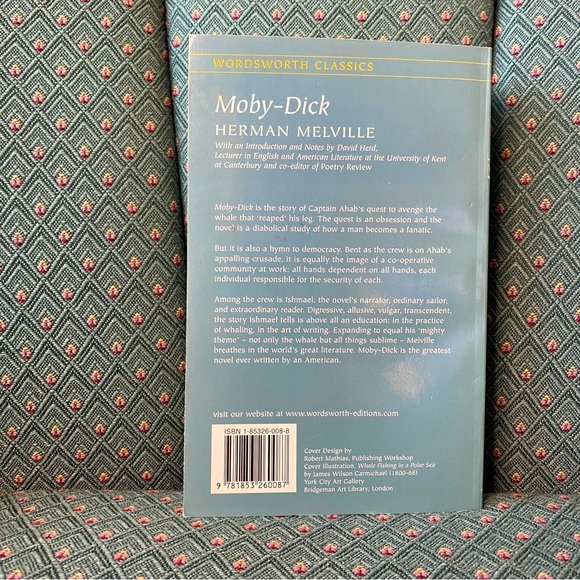 WORDSWORTH CLASSICS
Moby-Dick
HERMAN MELVILLE
With an Introduction and Notes by David Herd,
Lecturer in English and American Literature at the University of Kent
at Canterbury and co-editor of Poetry Review
Moby-Dick is the story of Captain Ahab's quest to avenge the
whale that 'reaped' his leg. The quest is an obsession and the
novel is a diabolical study of how a man becomes a fanatic.
But it is also a hymn to democracy. Bent as the crew is on Ahab's
appalling crusade, it is equally the image of a co-operative
community at work: all hands dependent on all hands, each
individual responsible for the security of each.
Among the crew is Ishmael, the novel's narrator, ordinary sailor,
and extraordinary reader. Digressive, allusive, vulgar, transcendent,
the story Ishmael tells is above all an education: in the practice
of whaling, in the art of writing. Expanding to equal his 'mighty
theme' – not only the whale but all things sublime – Melville
breathes in the world's great literature. Moby-Dick is the greatest
novel ever written by an American.
visit our website at www.wordsworth-editions.com
ISBN 1-85326-008-8
9 781853 260087
Cover Design by
Robert Mathias, Publishing Workshop
Cover Illustration, Whale Fishing in a Polar Sea
by James Wilson Carmichael (1800-68)
York City Art Gallery
Bridgeman Art Library, London